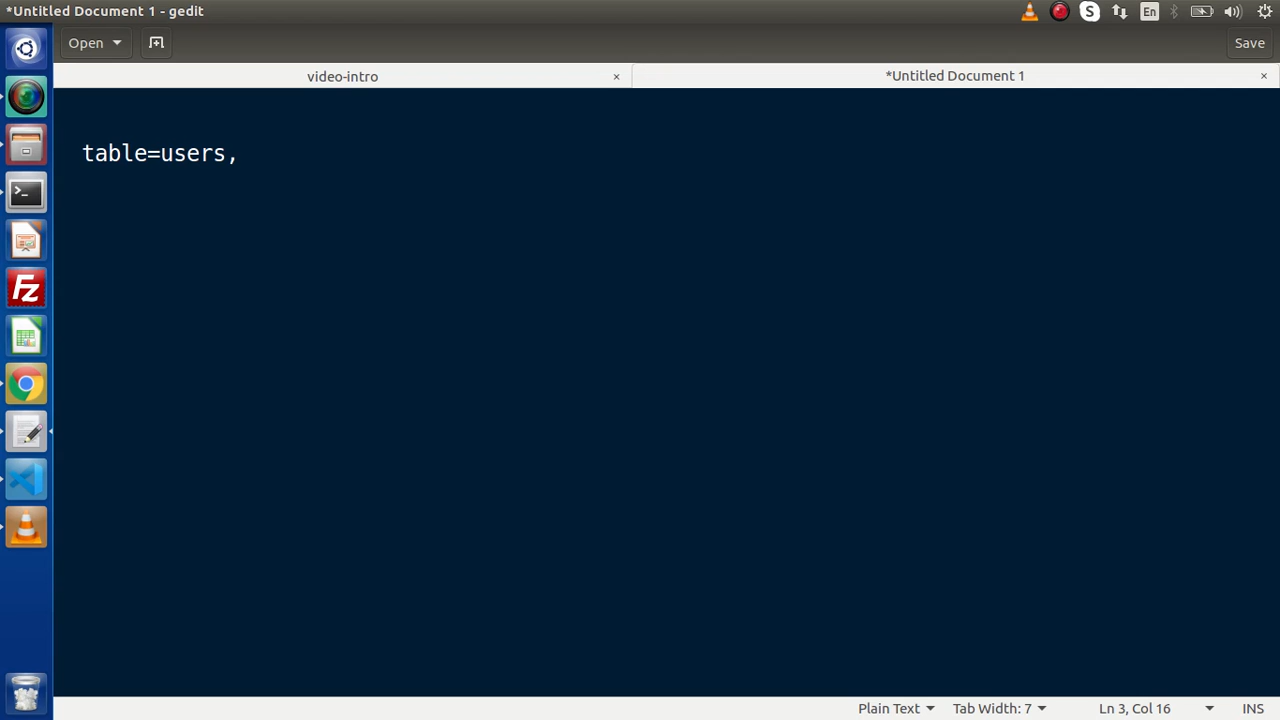 *Untitled Document 1 - gedit
En
Open
Save
video-intro
*Untitled Document 1
table=users,
Plain Text
Tab Width: 7
Ln 3, Col 16
INS